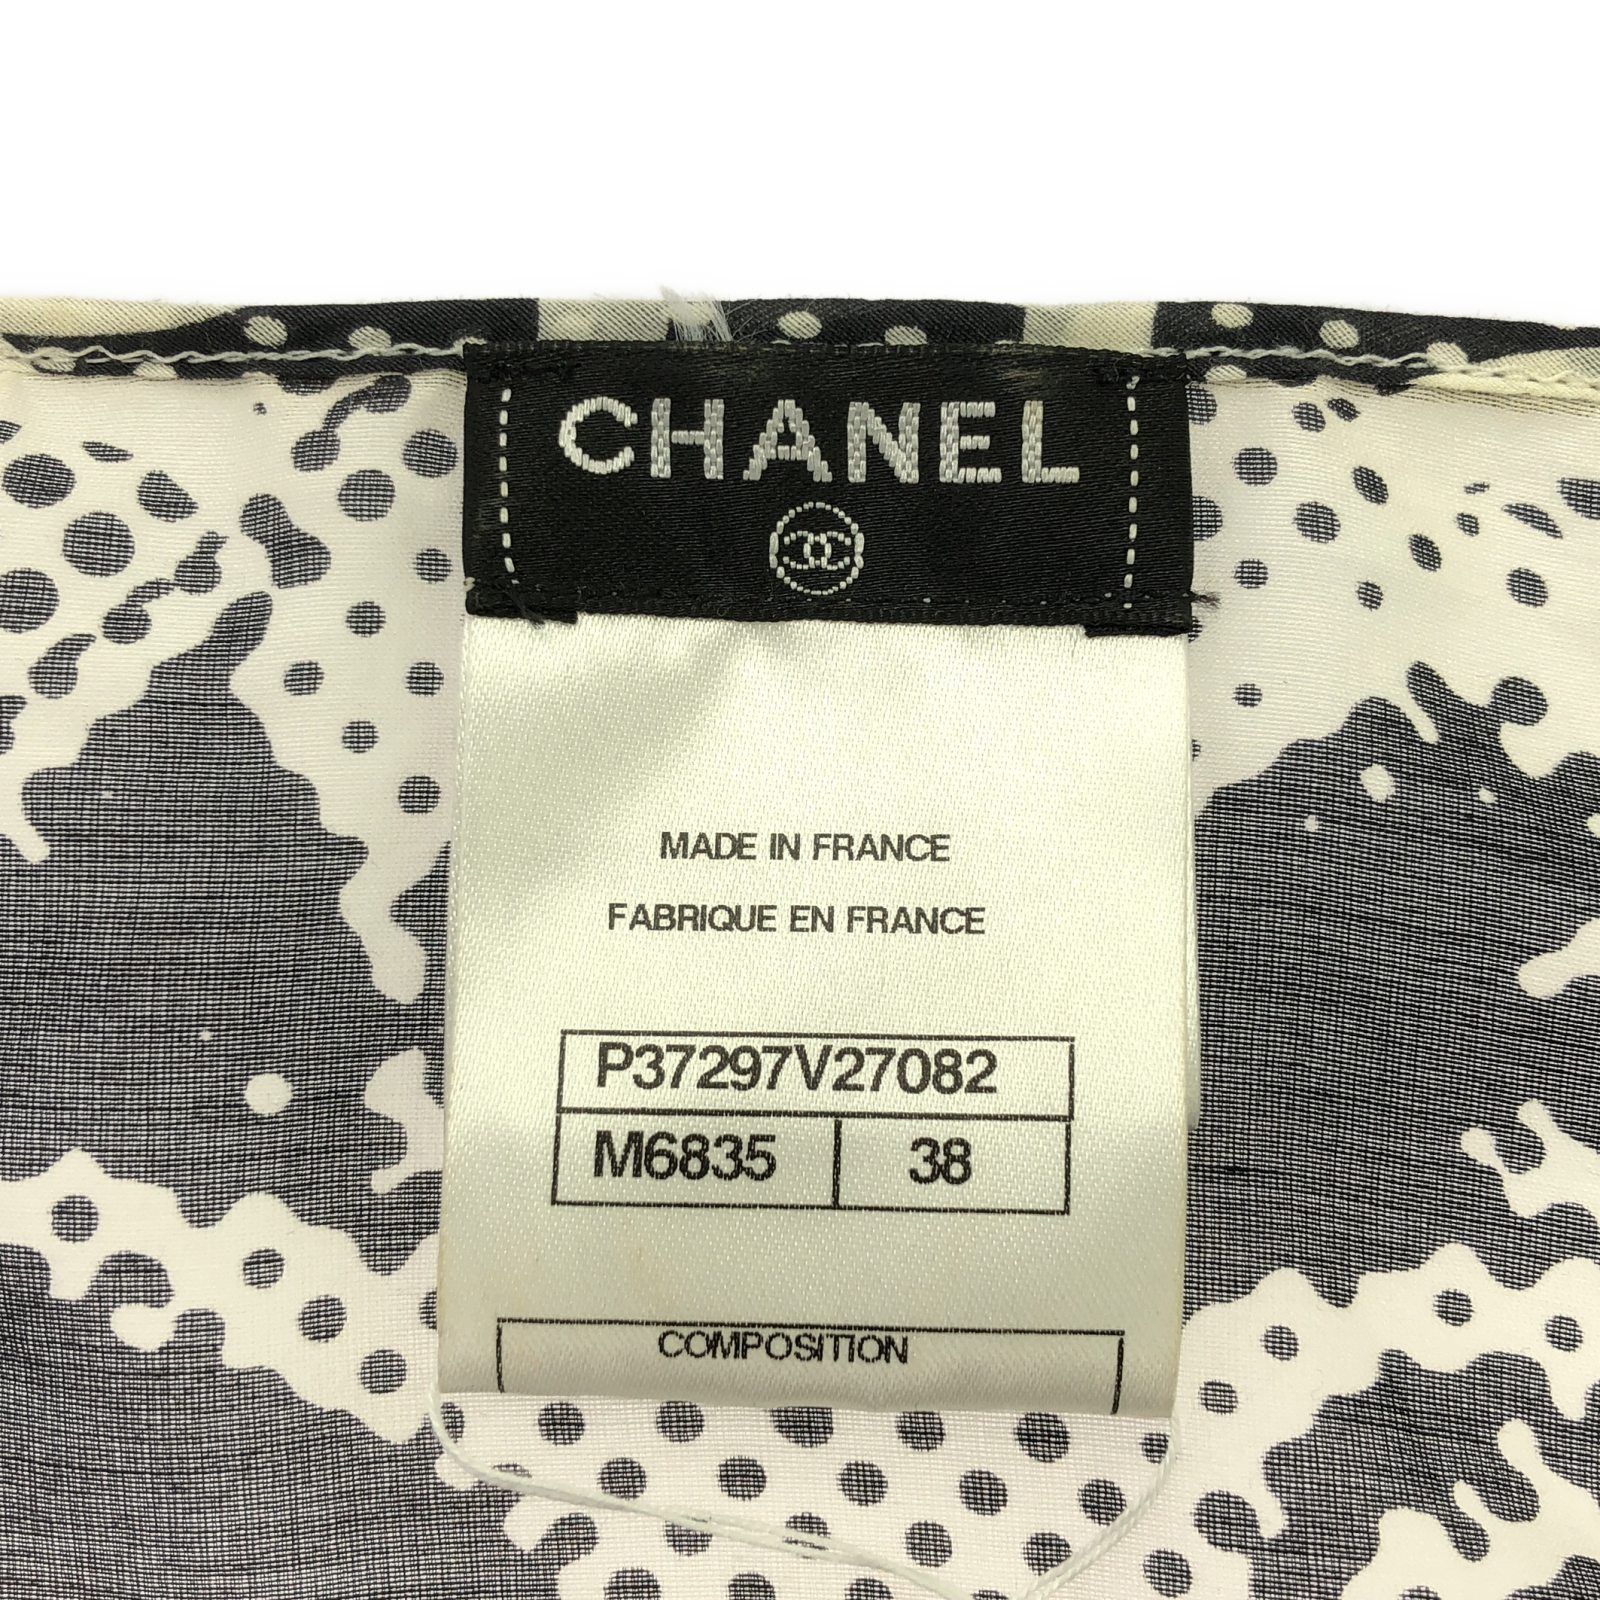 CHANEL
MADE IN FRANCE
FABRIQUE EN FRANCE
P37297V27082
M6835 38
COMPOSITION